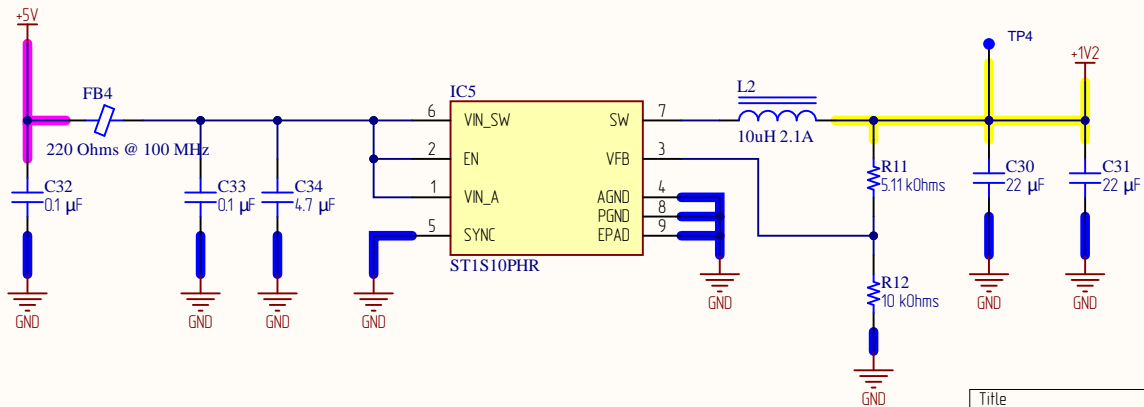 +5V
FB4
220 Ohms @ 100 MHz
C32
0.1 µF
GND
C33
0.1 µF
GND
C34
4.7 µF
GND
IC5
6 VIN_SW
2 EN
1 VIN_A
5 SYNC
GND
SW 7
VFB 3
AGND 4
PGND 8
EPAD 9
ST1S10PHR
GND
L2
10uH 2.1A
R11
5.11 kOhms
R12
10 kOhms
GND
TP4
C30
22 µF
GND
+1V2
C31
22 µF
GND
Title